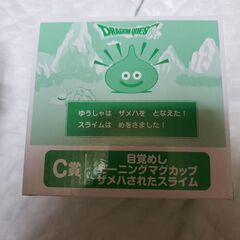 DRAGON QUEST
ゆうしゃは ザメハを となえた!
スライムは めをさました!
C賞
目覚めし
モーニングマグカップ
ザメハされたスライム